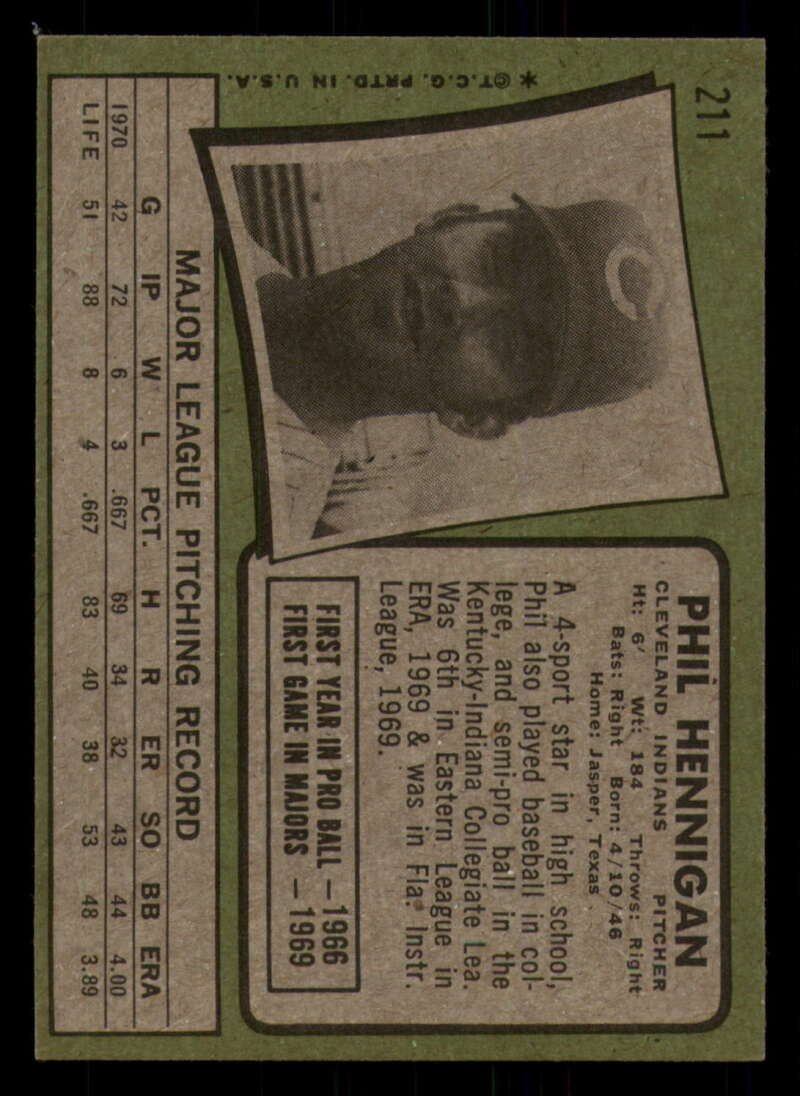 211
PHIL HENNIGAN
CLEVELAND INDIANS PITCHER
Ht: 6' Wt: 184 Throws: Right
Bats: Right Born: 4/10/46
Home: Jasper, Texas
A 4-sport star in high school,
Phil also played baseball in col-
lege, and semi-pro ball in the
Kentucky-Indiana Collegiate Lea.
Was 6th in Eastern League in
ERA, 1969 & was in Fla. Instr.
League, 1969.
FIRST YEAR IN PRO BALL — 1966
FIRST GAME IN MAJORS — 1969
C
MAJOR LEAGUE PITCHING RECORD
G IP W L PCT. H R ER SO BB ERA
1970 42 72 6 3 .667 69 34 32 43 44 4.00
LIFE 51 88 8 4 .667 83 40 38 53 48 3.89
* ©T.C.G. PRTD. IN U.S.A.